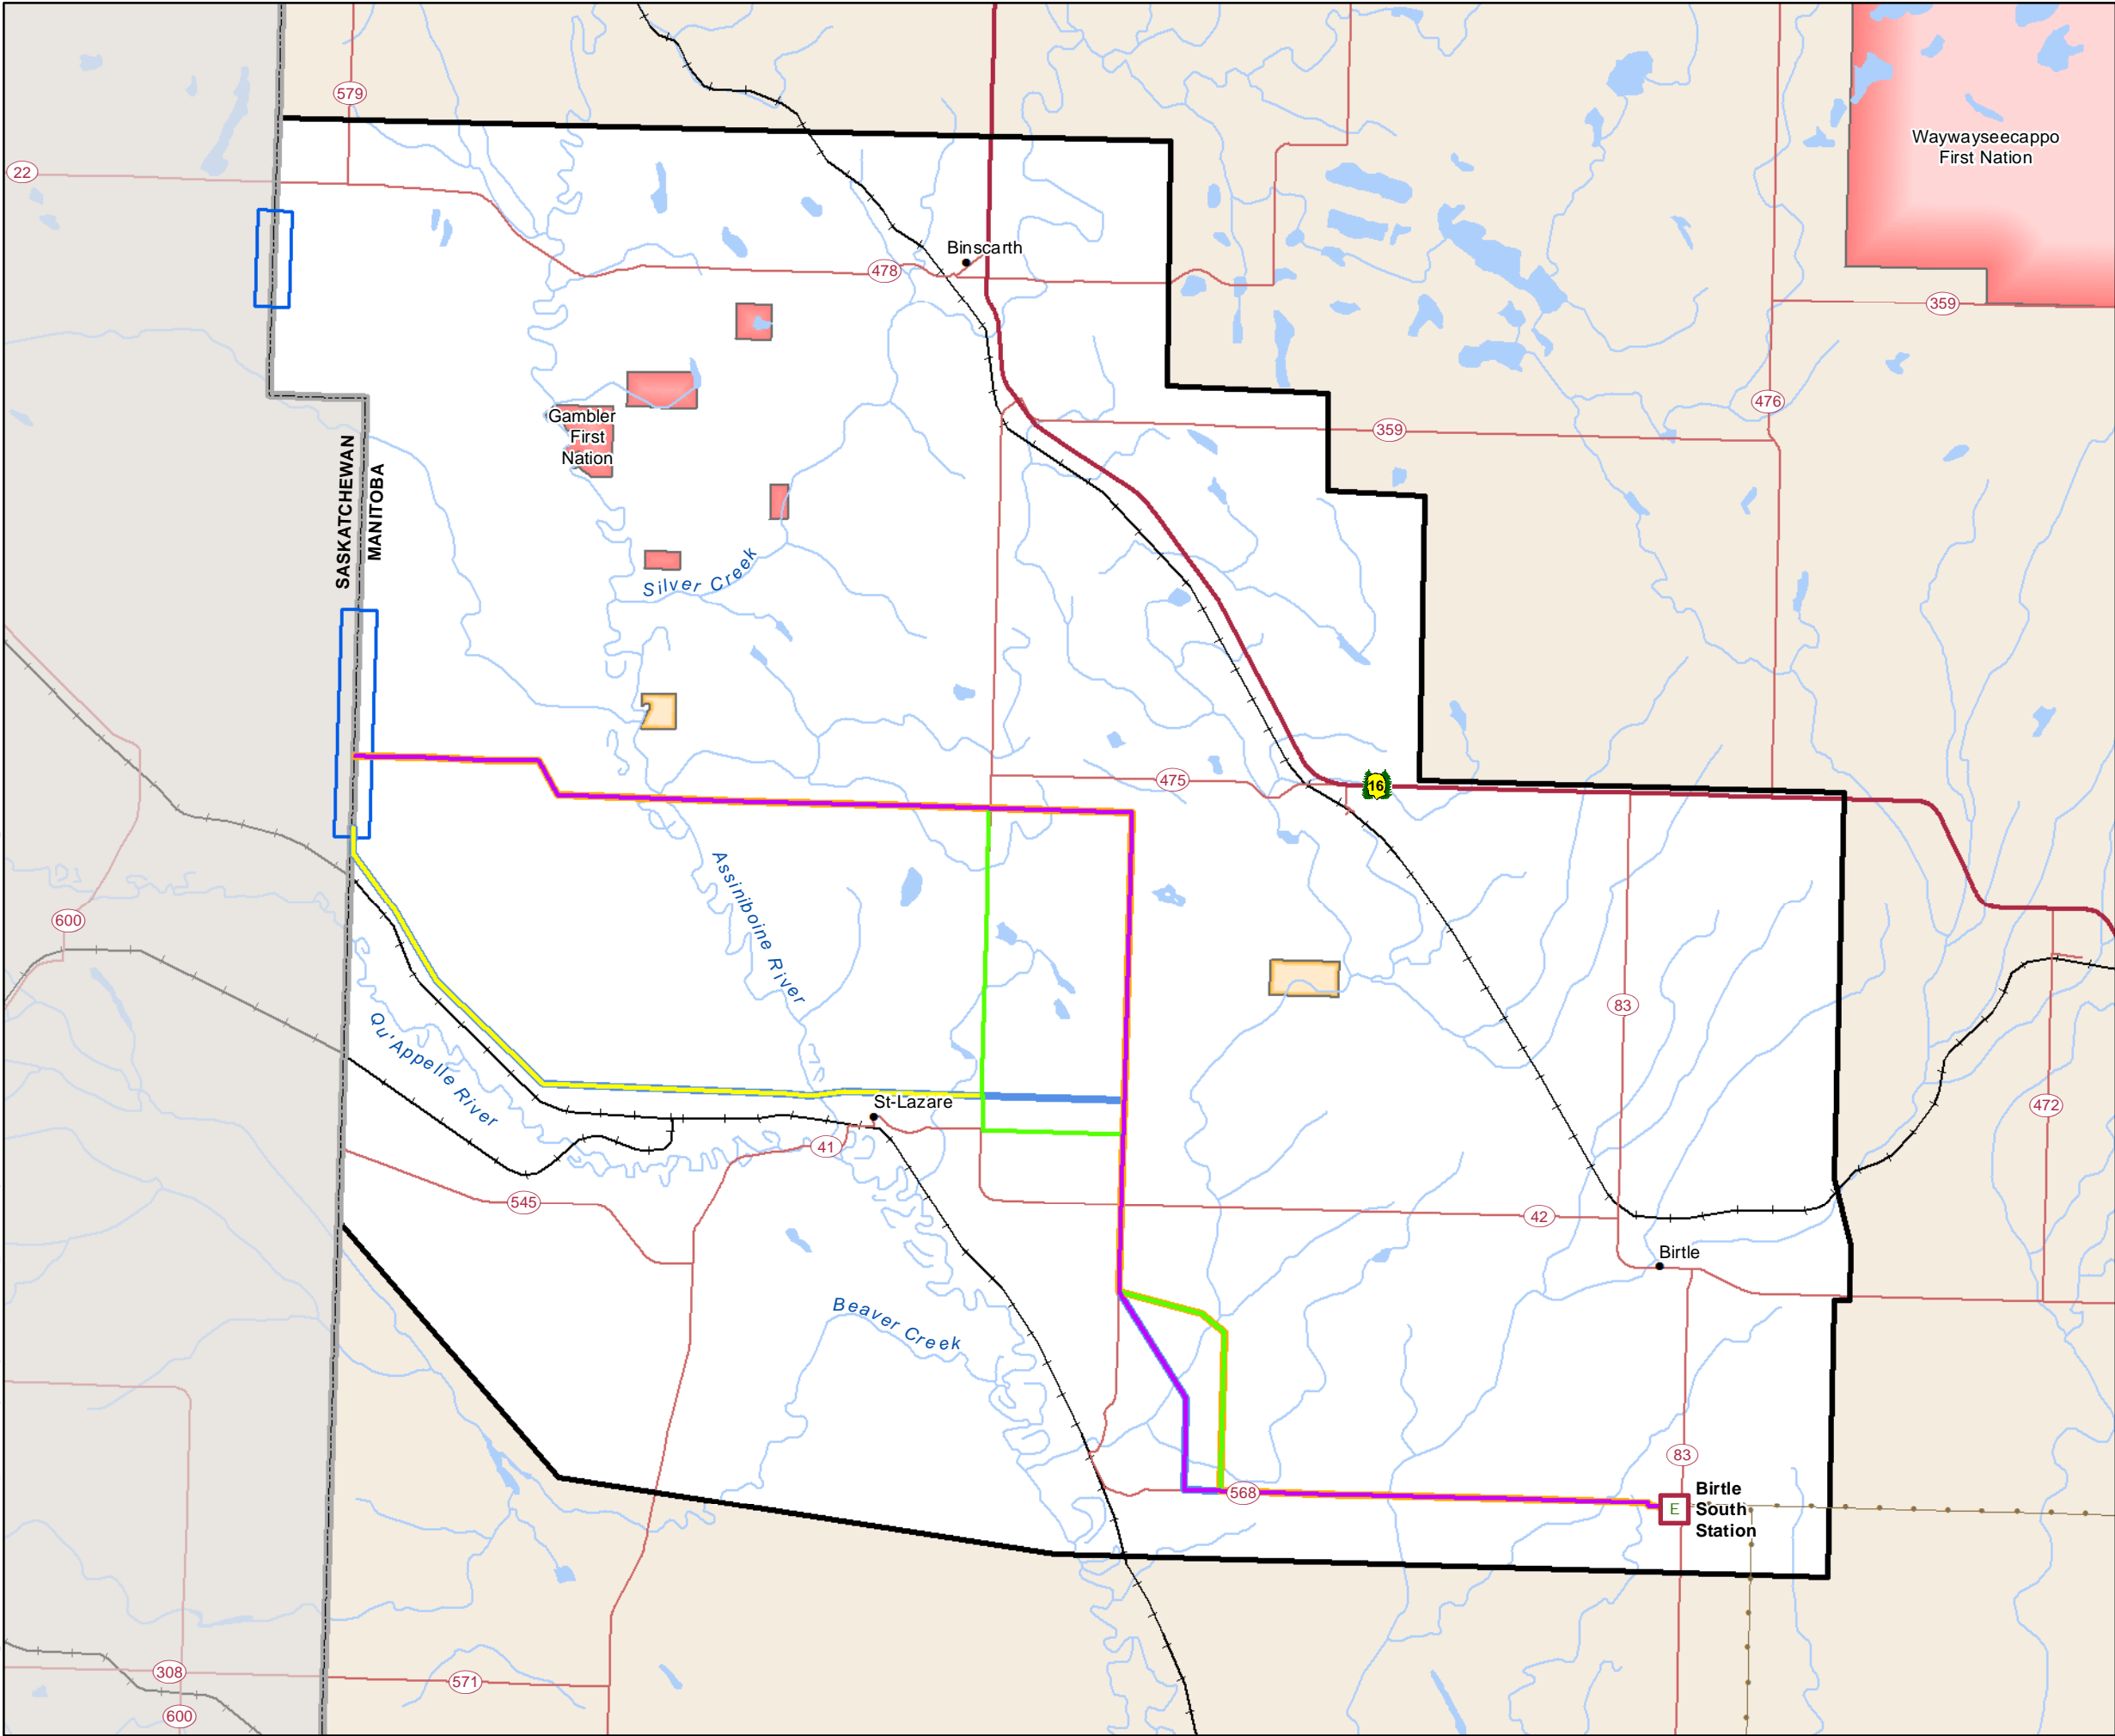 579
Waywayseecappo
First Nation
22
Binscarth
478
359
476
Gambler
First
Nation
359
SASKATCHEWAN
MANITOBA
Silver Creek
475
16
Assiniboine River
600
83
Qu'Appelle River
St-Lazare
472
41
545
42
Birtle
Beaver Creek
83
568
E
Birtle
South
Station
308
571
600